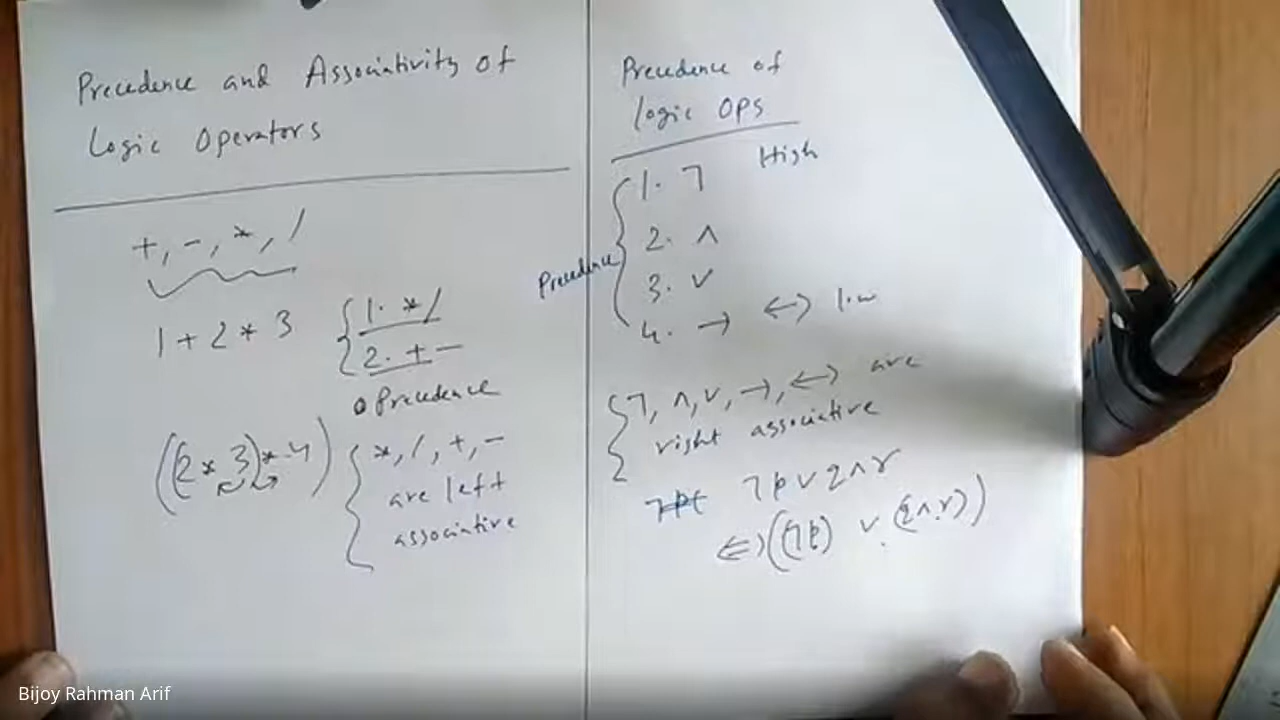 Precedence and Associativity of
Logic Operators
+, -, *, /
1 + 2 * 3
1. * /
2. + -
Precedence
((2 * 3) * 4)
*, /, +, -
are left
associative
Precedence of
logic OPS
High
1. ¬
2. ∧
3. ∨
4. → ↔ low
Precedence
¬, ∧, ∨, →, ↔ are
right associative
¬p ∨ q ∧ r
⇔ ((¬p) ∨ (q ∧ r))
Bijoy Rahman Arif